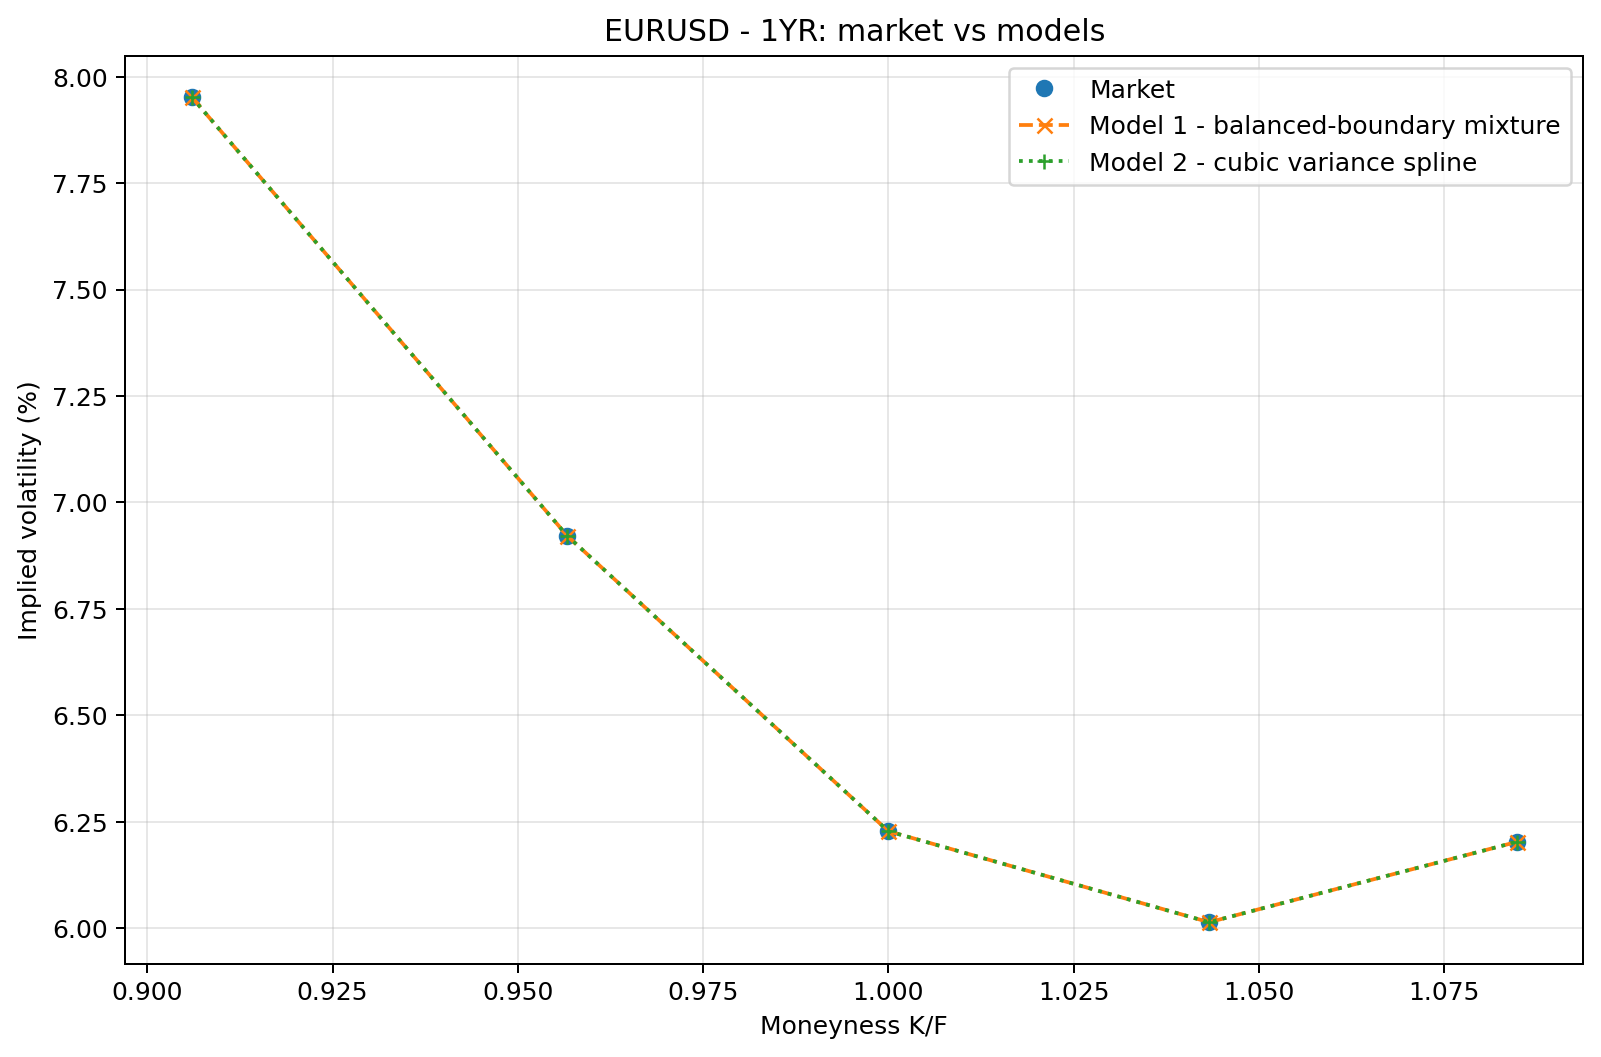 EURUSD - 1YR: market vs models
Market
Model 1 - balanced-boundary mixture
Model 2 - cubic variance spline
Implied volatility (%)
8.00
7.75
7.50
7.25
7.00
6.75
6.50
6.25
6.00
0.900 0.925 0.950 0.975 1.000 1.025 1.050 1.075
Moneyness K/F